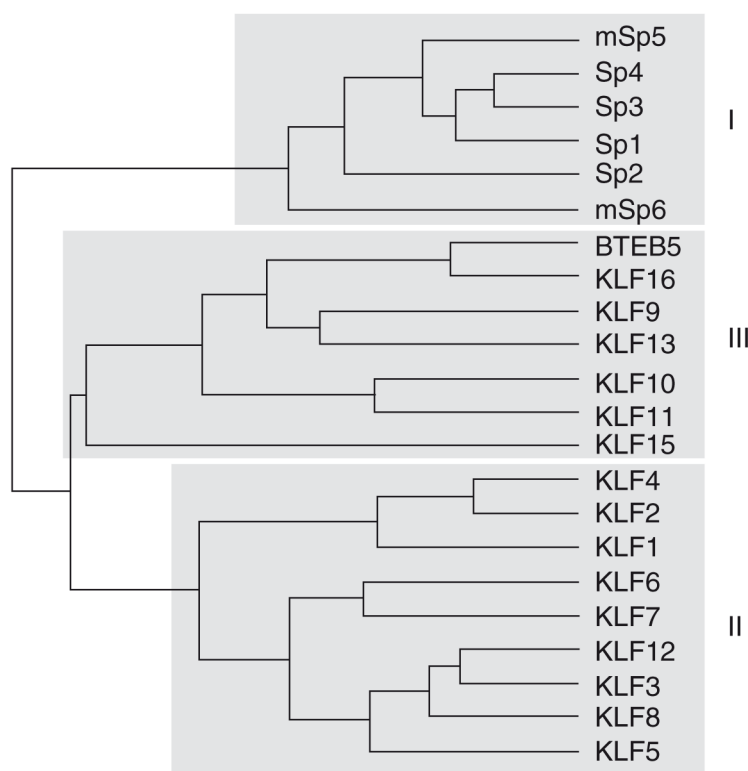 mSp5
Sp4
Sp3
Sp1
Sp2
mSp6
I
BTEB5
KLF16
KLF9
KLF13
KLF10
KLF11
KLF15
III
KLF4
KLF2
KLF1
KLF6
KLF7
KLF12
KLF3
KLF8
KLF5
II